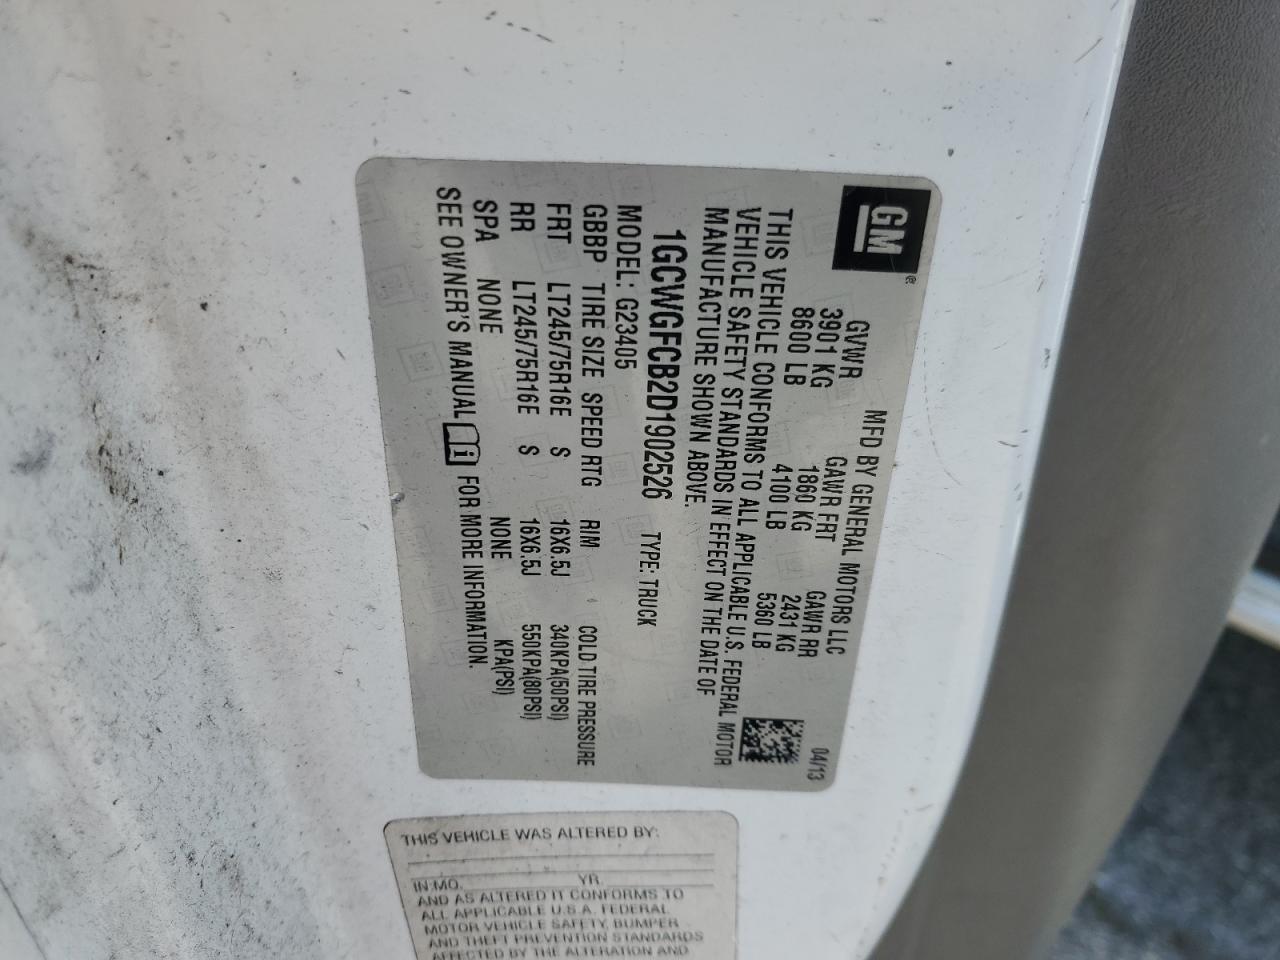 GM
MFD BY GENERAL MOTORS LLC 04/13
GVWR GAWR FRT GAWR RR
3901 KG 1860 KG 2431 KG
8600 LB 4100 LB 5360 LB
THIS VEHICLE CONFORMS TO ALL APPLICABLE U.S. FEDERAL MOTOR
VEHICLE SAFETY STANDARDS IN EFFECT ON THE DATE OF
MANUFACTURE SHOWN ABOVE.
1GCWGFCB2D1902526 TYPE: TRUCK
MODEL: G23405
GBBP TIRE SIZE SPEED RTG RIM COLD TIRE PRESSURE
FRT LT245/75R16E S 16X6.5J 340KPA(50PSI)
RR LT245/75R16E S 16X6.5J 550KPA(80PSI)
SPA NONE NONE KPA(PSI)
SEE OWNER'S MANUAL FOR MORE INFORMATION.
THIS VEHICLE WAS ALTERED BY:
IN MO. YR.
AND AS ALTERED IT CONFORMS TO
ALL APPLICABLE U.S.A. FEDERAL
MOTOR VEHICLE SAFETY, BUMPER
AND THEFT PREVENTION STANDARDS
AFFECTED BY THE ALTERATION AND